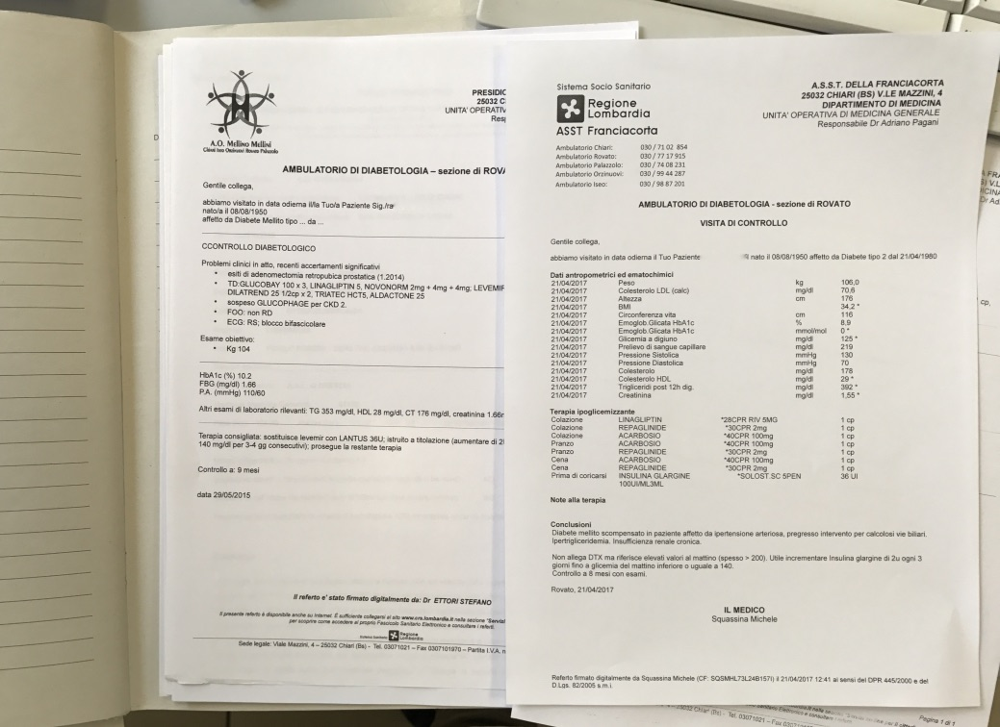 A.O. Mellino Mellini
Chiari Iseo Orzinuovi Rovato Palazzolo
PRESIDIO
25032 C
UNITA' OPERATIV
Resp
AMBULATORIO DI DIABETOLOGIA – sezione di ROVA
Gentile collega,
abbiamo visitato in data odierna il/la Tuo/a Paziente Sig./ra
nato/a il 08/08/1950
affetto da Diabete Mellito tipo ... da ...
CCONTROLLO DIABETOLOGICO
Problemi clinici in atto, recenti accertamenti significativi
• esiti di adenomectomia retropubica prostatica (1.2014)
• TD:GLUCOBAY 100 x 3, LINAGLIPTIN 5, NOVONORM 2mg + 4mg + 4mg; LEVEMIR
DILATREND 25 1/2cp x 2, TRIATEC HCT5, ALDACTONE 25
• sospeso GLUCOPHAGE per CKD 2.
• FOO: non RD
• ECG: RS; blocco bifascicolare
Esame obiettivo:
• Kg 104
HbA1c (%) 10.2
FBG (mg/dl) 1.66
P.A. (mmHg) 110/60
Altri esami di laboratorio rilevanti: TG 353 mg/dl, HDL 28 mg/dl, CT 176 mg/dl, creatinina 1.66m
Terapia consigliata: sostituisce levemir con LANTUS 36U; istruito a titolazione (aumentare di 2
140 mg/dl per 3-4 gg consecutivi); prosegue la restante terapia
Controllo a: 9 mesi
data 29/05/2015
Il referto e' stato firmato digitalmente da: Dr ETTORI STEFANO
Il presente referto è disponibile anche su Internet. È sufficiente collegarsi al sito www.crs.lombardia.it nella sezione "Servizi
per scoprire come accedere al proprio Fascicolo Sanitario Elettronico e consultare i referti.
Sistema Sanitario Regione Lombardia
Sede legale: Viale Mazzini, 4 – 25032 Chiari (Bs) - Tel. 03071021 – Fax 0307101970 – Partita I.V.A. n
Sistema Socio Sanitario
Regione
Lombardia
ASST Franciacorta
A.S.S.T. DELLA FRANCIACORTA
25032 CHIARI (BS) V.LE MAZZINI, 4
DIPARTIMENTO DI MEDICINA
UNITA' OPERATIVA DI MEDICINA GENERALE
Responsabile Dr Adriano Pagani
Ambulatorio Chiari: 030 / 71 02 854
Ambulatorio Rovato: 030 / 77 17 915
Ambulatorio Palazzolo: 030 / 74 08 231
Ambulatorio Orzinuovi: 030 / 99 44 287
Ambulatorio Iseo: 030 / 98 87 201
AMBULATORIO DI DIABETOLOGIA - sezione di ROVATO
VISITA DI CONTROLLO
Gentile collega,
abbiamo visitato in data odierna il Tuo Paziente nato il 08/08/1950 affetto da Diabete tipo 2 dal 21/04/1980
Dati antropometrici ed ematochimici
21/04/2017 Peso kg 106,0
21/04/2017 Colesterolo LDL (calc) mg/dl 70,6
21/04/2017 Altezza cm 176
21/04/2017 BMI 34,2 *
21/04/2017 Circonferenza vita cm 116
21/04/2017 Emoglob.Glicata HbA1c % 8,9
21/04/2017 Emoglob.Glicata HbA1c mmol/mol 0 *
21/04/2017 Glicemia a digiuno mg/dl 125 *
21/04/2017 Prelievo di sangue capillare mg/dl 219
21/04/2017 Pressione Sistolica mmHg 130
21/04/2017 Pressione Diastolica mmHg 70
21/04/2017 Colesterolo mg/dl 178
21/04/2017 Colesterolo HDL mg/dl 29 *
21/04/2017 Trigliceridi post 12h dig. mg/dl 392 *
21/04/2017 Creatinina mg/dl 1,55 *
Terapia ipoglicemizzante
Colazione LINAGLIPTIN *28CPR RIV 5MG 1 cp
Colazione REPAGLINIDE *30CPR 2mg 1 cp
Colazione ACARBOSIO *40CPR 100mg 1 cp
Pranzo ACARBOSIO *40CPR 100mg 1 cp
Pranzo REPAGLINIDE *30CPR 2mg 1 cp
Cena ACARBOSIO *40CPR 100mg 1 cp
Cena REPAGLINIDE *30CPR 2mg 1 cp
Prima di coricarsi INSULINA GLARGINE *SOLOST.SC 5PEN 36 UI
100UI/ML3ML
Note alla terapia
Conclusioni
Diabete mellito scompensato in paziente affetto da ipertensione arteriosa, pregresso intervento per calcolosi vie biliari.
Ipertrigliceridemia. Insufficienza renale cronica.
Non allega DTX ma riferisce elevati valori al mattino (spesso > 200). Utile incrementare Insulina glargine di 2u ogni 3
giorni fino a glicemia del mattino inferiore o uguale a 140.
Controllo a 8 mesi con esami.
Rovato, 21/04/2017
IL MEDICO
Squassina Michele
Referto firmato digitalmente da Squassina Michele (CF: SQSMHL73L24B157I) il 21/04/2017 12:41 ai sensi del DPR 445/2000 e del
D.Lgs. 82/2005 s.m.i.
Pagina 1 di 1
25032 Chiari (Bs) - Tel. 03071021 – Fax
cp.